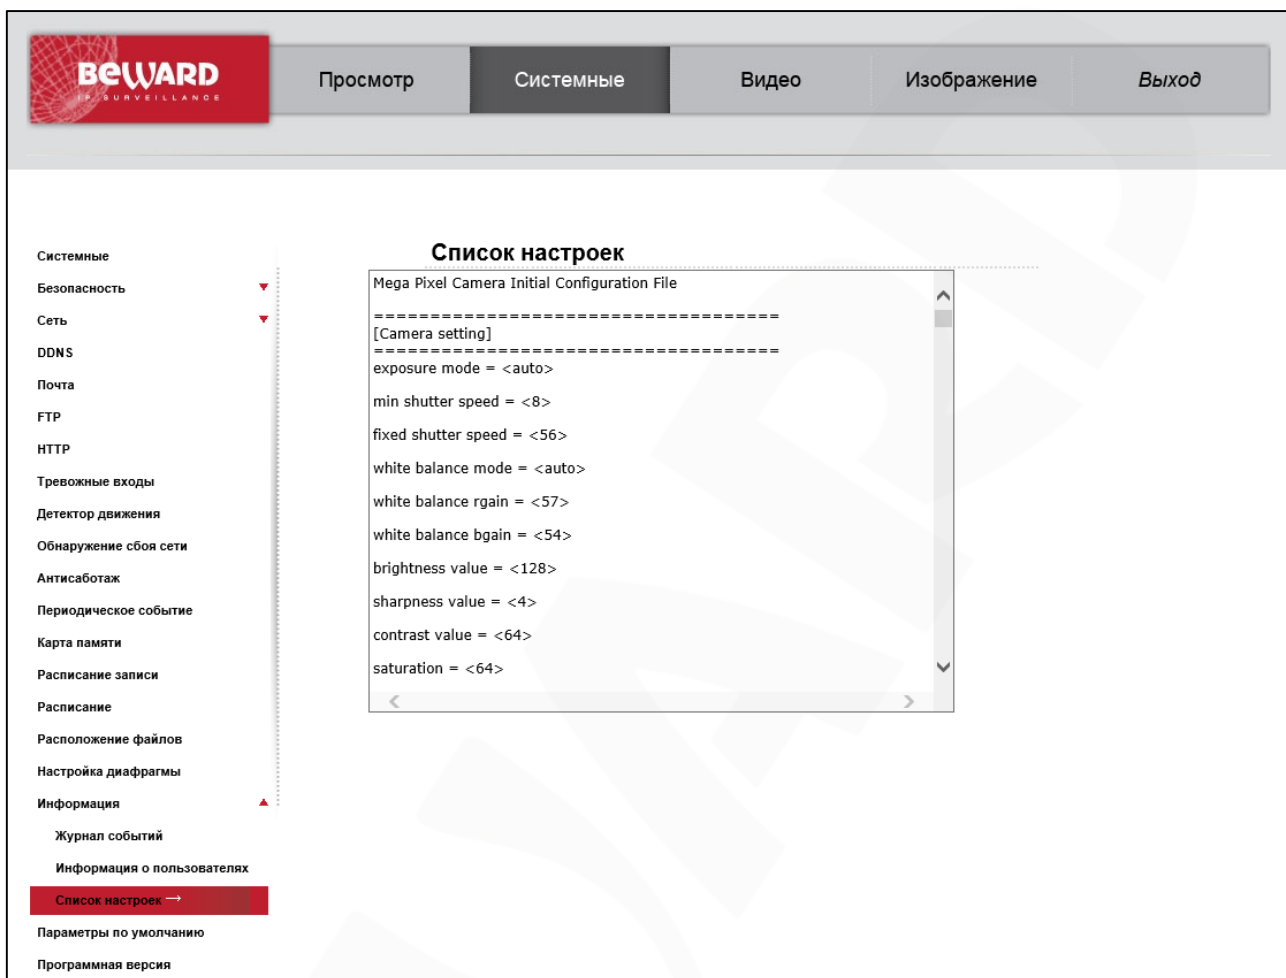 BEWARD
IP SURVEILLANCE
Просмотр
Системные
Видео
Изображение
Выход
Системные
Безопасность
Сеть
DDNS
Почта
FTP
HTTP
Тревожные входы
Детектор движения
Обнаружение сбоя сети
Антисаботаж
Периодическое событие
Карта памяти
Расписание записи
Расписание
Расположение файлов
Настройка диафрагмы
Информация
Журнал событий
Информация о пользователях
Список настроек →
Параметры по умолчанию
Программная версия
Список настроек
Mega Pixel Camera Initial Configuration File
====================================
[Camera setting]
====================================
exposure mode = <auto>
min shutter speed = <8>
fixed shutter speed = <56>
white balance mode = <auto>
white balance rgain = <57>
white balance bgain = <54>
brightness value = <128>
sharpness value = <4>
contrast value = <64>
saturation = <64>